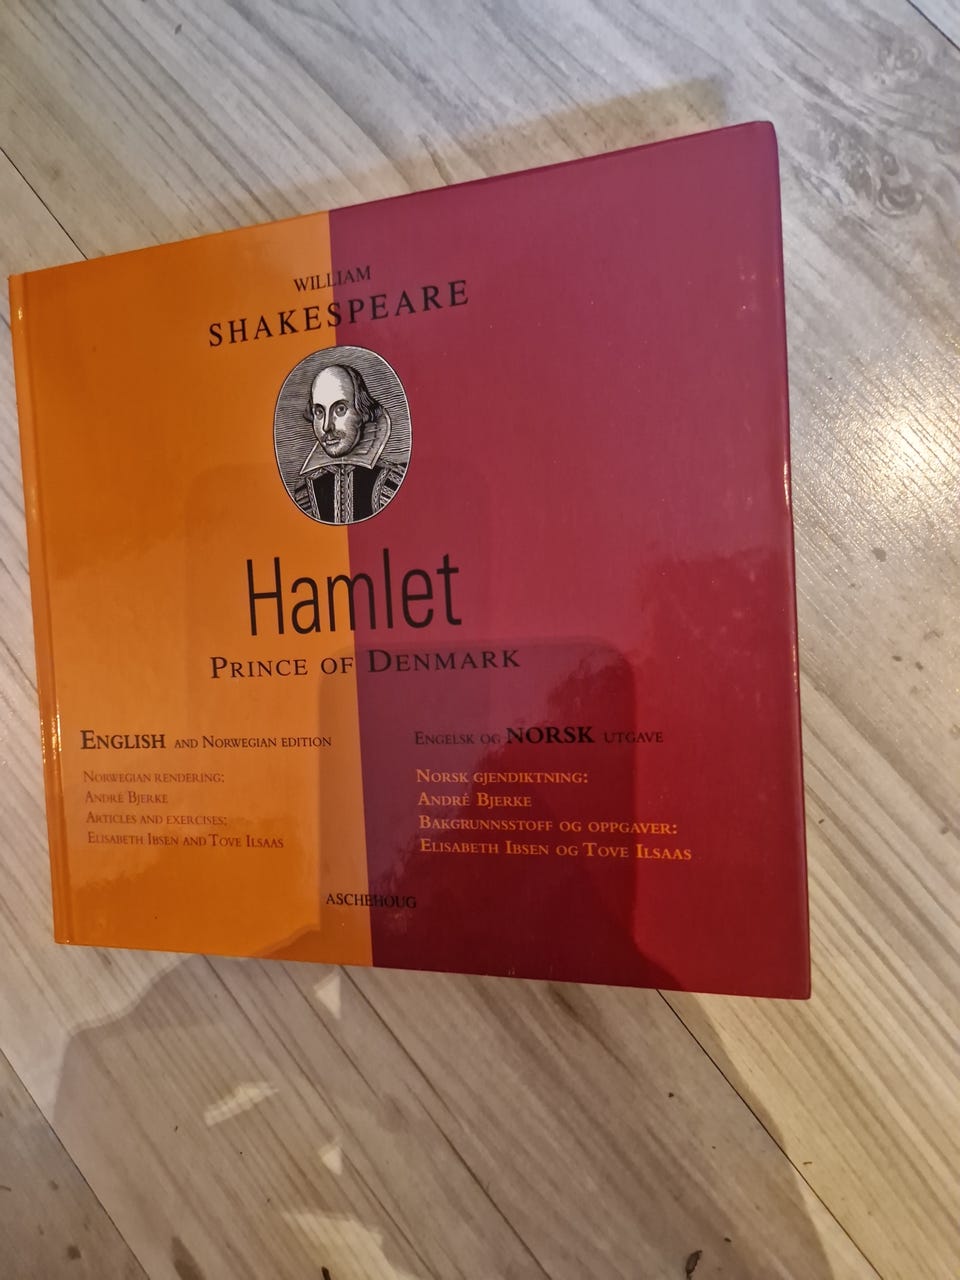 WILLIAM
SHAKESPEARE
Hamlet
PRINCE OF DENMARK
ENGLISH AND NORWEGIAN EDITION
NORWEGIAN RENDERING:
ANDRÉ BJERKE
ARTICLES AND EXERCISES:
ELISABETH IBSEN AND TOVE ILSAAS
ENGELSK OG NORSK UTGAVE
NORSK GJENDIKTNING:
ANDRÉ BJERKE
BAKGRUNNSSTOFF OG OPPGAVER:
ELISABETH IBSEN OG TOVE ILSAAS
ASCHEHOUG